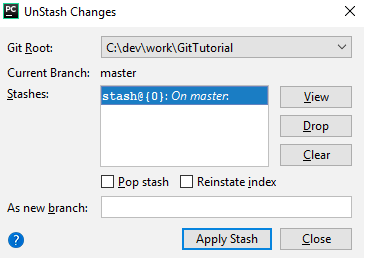 PC UnStash Changes
Git Root: C:\dev\work\GitTutorial
Current Branch: master
Stashes: stash@{0}: On master: View
Drop
Clear
Pop stash Reinstate index
As new branch:
? Apply Stash Close